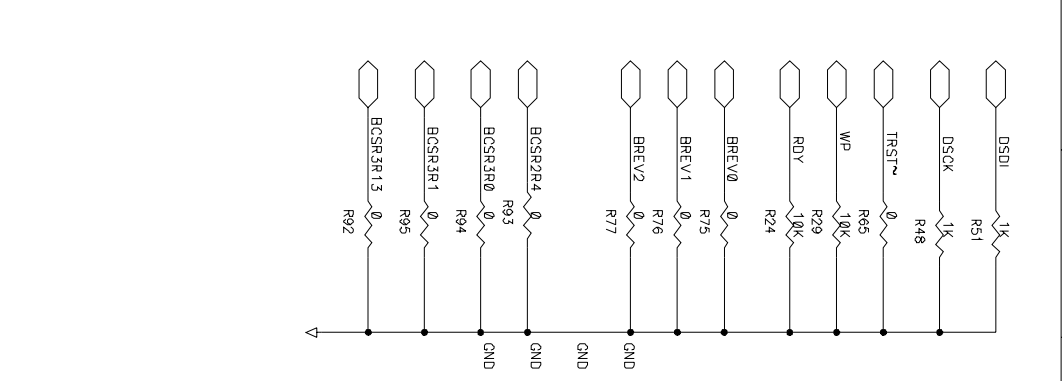 DSDI
1K
R51
DSCK
1K
R48
TRST~
0
R65
WP
10K
R29
RDY
10K
R24
BREV0
0
R75
BREV1
0
R76
BREV2
0
R77
GND
GND
BCSR2R4
0
R93
GND
BCSR3R0
0
R94
GND
BCSR3R1
0
R95
BCSR3R13
0
R92